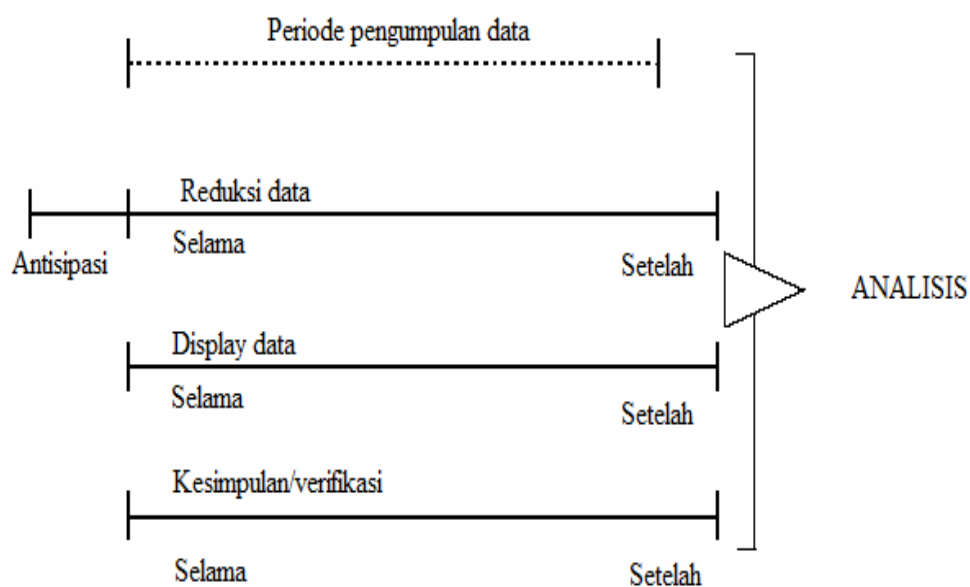 Periode pengumpulan data
Reduksi data
Selama
Antisipasi
Setelah
ANALISIS
Display data
Selama
Setelah
Kesimpulan/verifikasi
Selama
Setelah